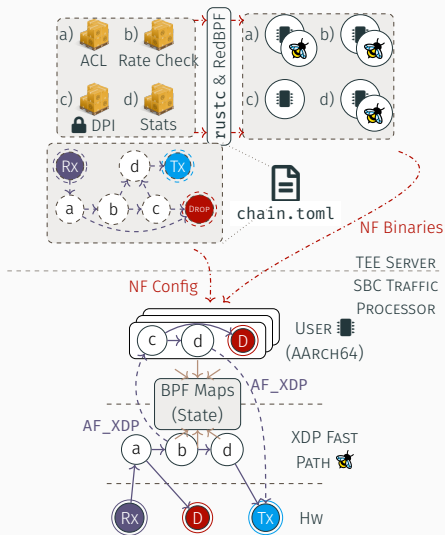 a)
b)
ACL
Rate Check
c)
d)
DPI
Stats
rustc & RedBPF
a)
b)
c)
d)
Rx
d
Tx
a
b
c
Drop
chain.toml
NF Binaries
NF Config
TEE Server
SBC Traffic
Processor
c
d
D
User
(AArch64)
BPF Maps
(State)
AF_XDP
AF_XDP
a
b
d
XDP Fast
Path
Rx
D
Tx
Hw